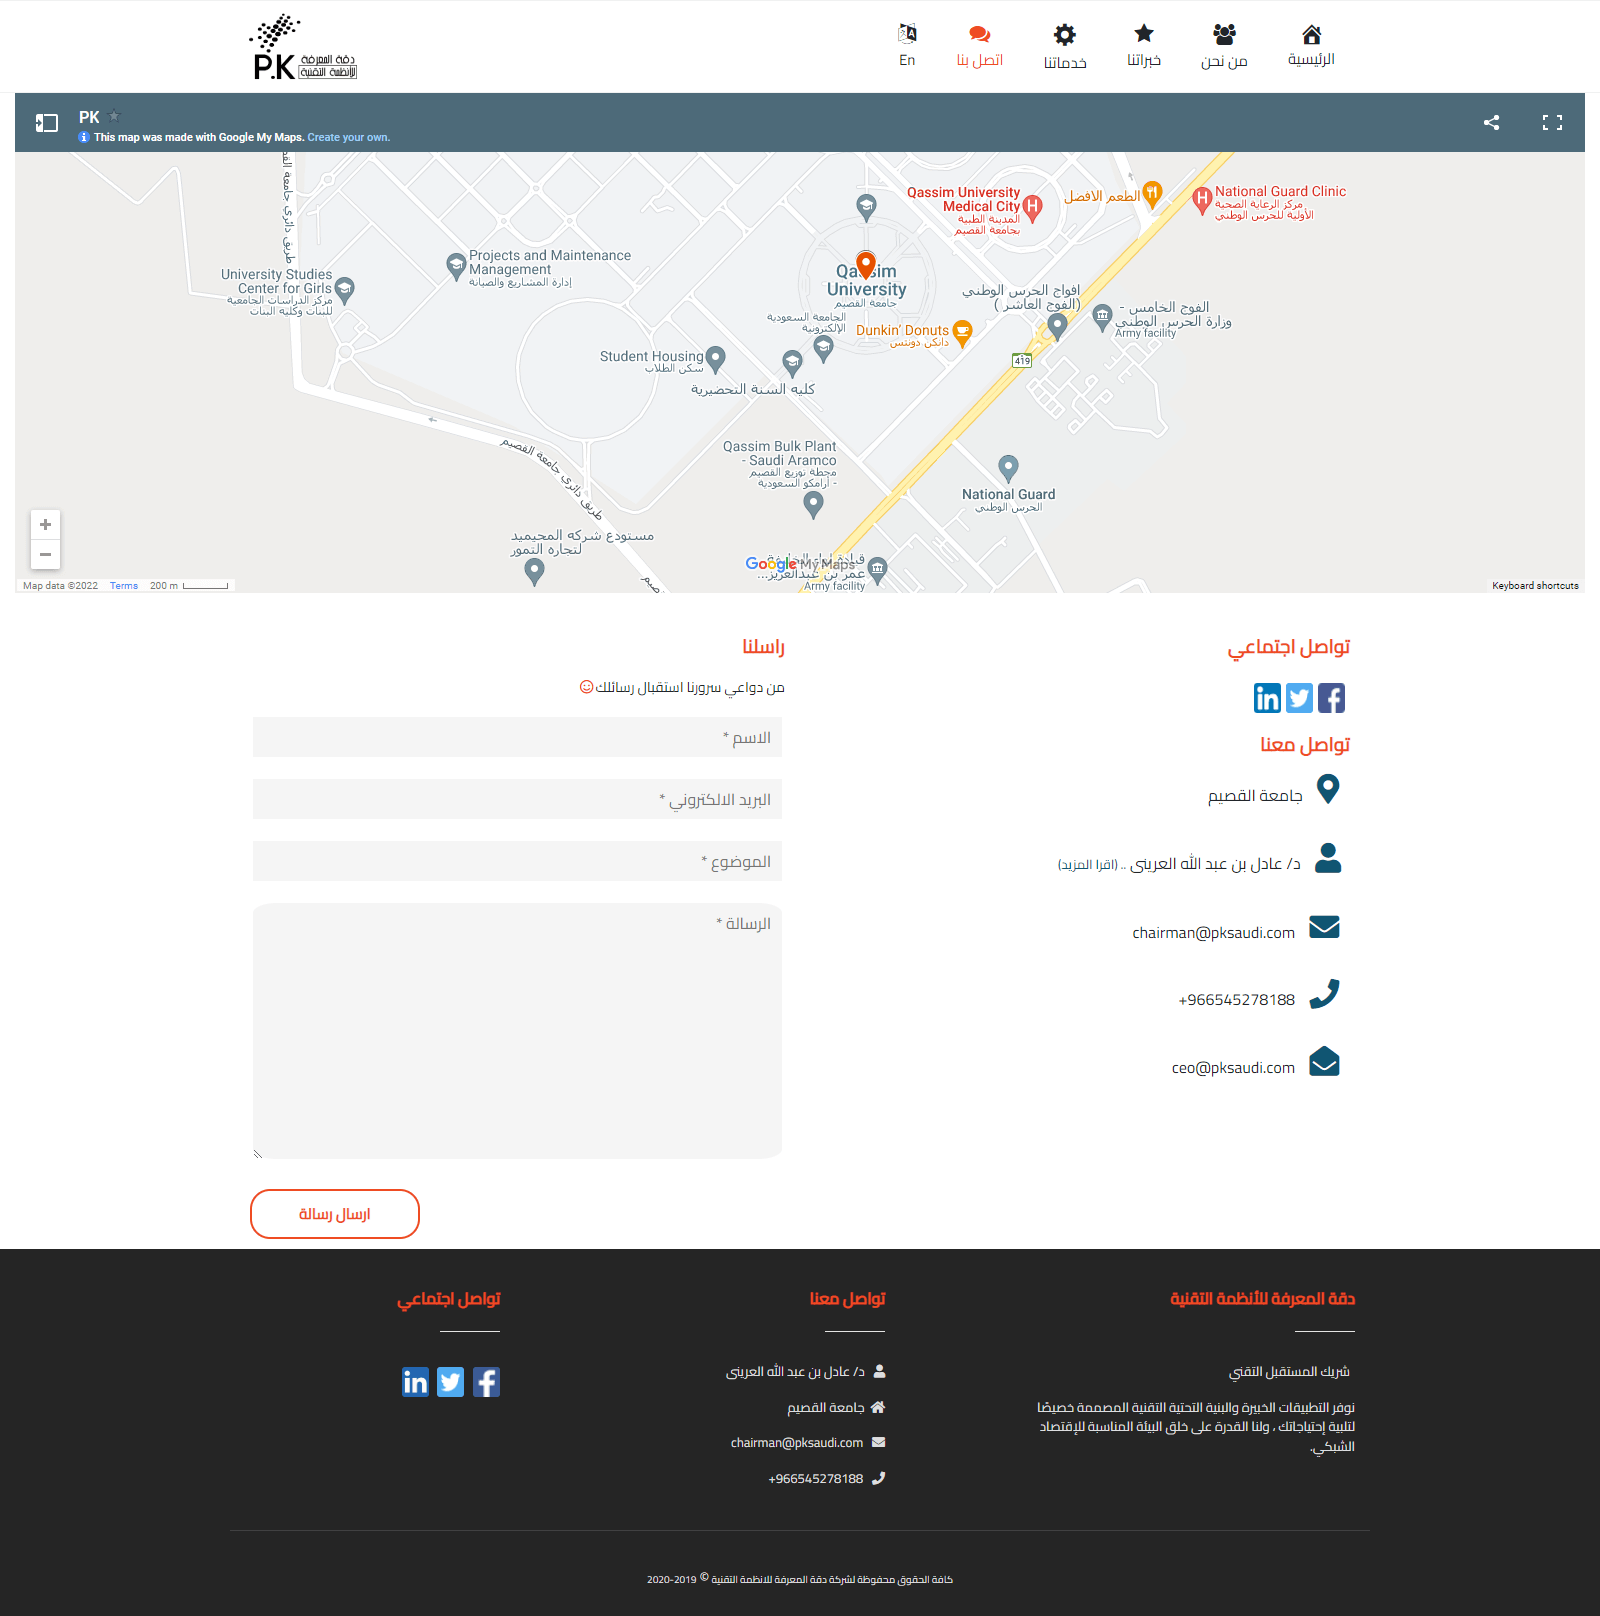 الرئيسية
من نحن
خبراتنا
خدماتنا
اتصل بنا
En
P.K
دقة المعرفة
للأنظمة التقنية
PK
This map was made with Google My Maps. Create your own.
Qassim University
Medical City
المدينة الطبية
بجامعة القصيم
الطعم الافضل
National Guard Clinic
مركز الرعاية الصحية
الأولية للحرس الوطني
Projects and Maintenance
Management
إدارة المشاريع والصيانة
University Studies
Center for Girls
مركز الدراسات الجامعية
للبنات وكلية البنات
Qassim
University
جامعة القصيم
الجامعة السعودية
الإلكترونية
افواج الحرس الوطني
(الفوج العاشر)
الفوج الخامس -
وزارة الحرس الوطني
Army facility
Dunkin' Donuts
دانكن دونتس
419
Student Housing
سكن الطلاب
كلية السنة التحضيرية
طريق دائري جامعة القصيم
Qassim Bulk Plant
- Saudi Aramco
محطة توزيع القصيم
- أرامكو السعودية
National Guard
الحرس الوطني
مستودع شركة المحيميد
لتجارة التمور
عمر بن عبدالعزيز...
Army facility
Google My Maps
Map data ©2022 Terms 200 m
Keyboard shortcuts
تواصل اجتماعي
تواصل معنا
جامعة القصيم
د/ عادل بن عبد الله العرينى .. (اقرا المزيد)
chairman@pksaudi.com
+966545278188
ceo@pksaudi.com
راسلنا
من دواعي سرورنا استقبال رسائلك
الاسم *
البريد الالكتروني *
الموضوع *
الرسالة *
ارسال رسالة
دقة المعرفة للأنظمة التقنية
شريك المستقبل التقني
نوفر التطبيقات الخبيرة والبنية التحتية التقنية المصممة خصيصًا
لتلبية إحتياجاتك ، ولنا القدرة على خلق البيئة المناسبة للإقتصاد
الشبكي.
تواصل معنا
د/ عادل بن عبد الله العرينى
جامعة القصيم
chairman@pksaudi.com
+966545278188
تواصل اجتماعي
كافة الحقوق محفوظة لشركة دقة المعرفة للانظمة التقنية © 2019-2020